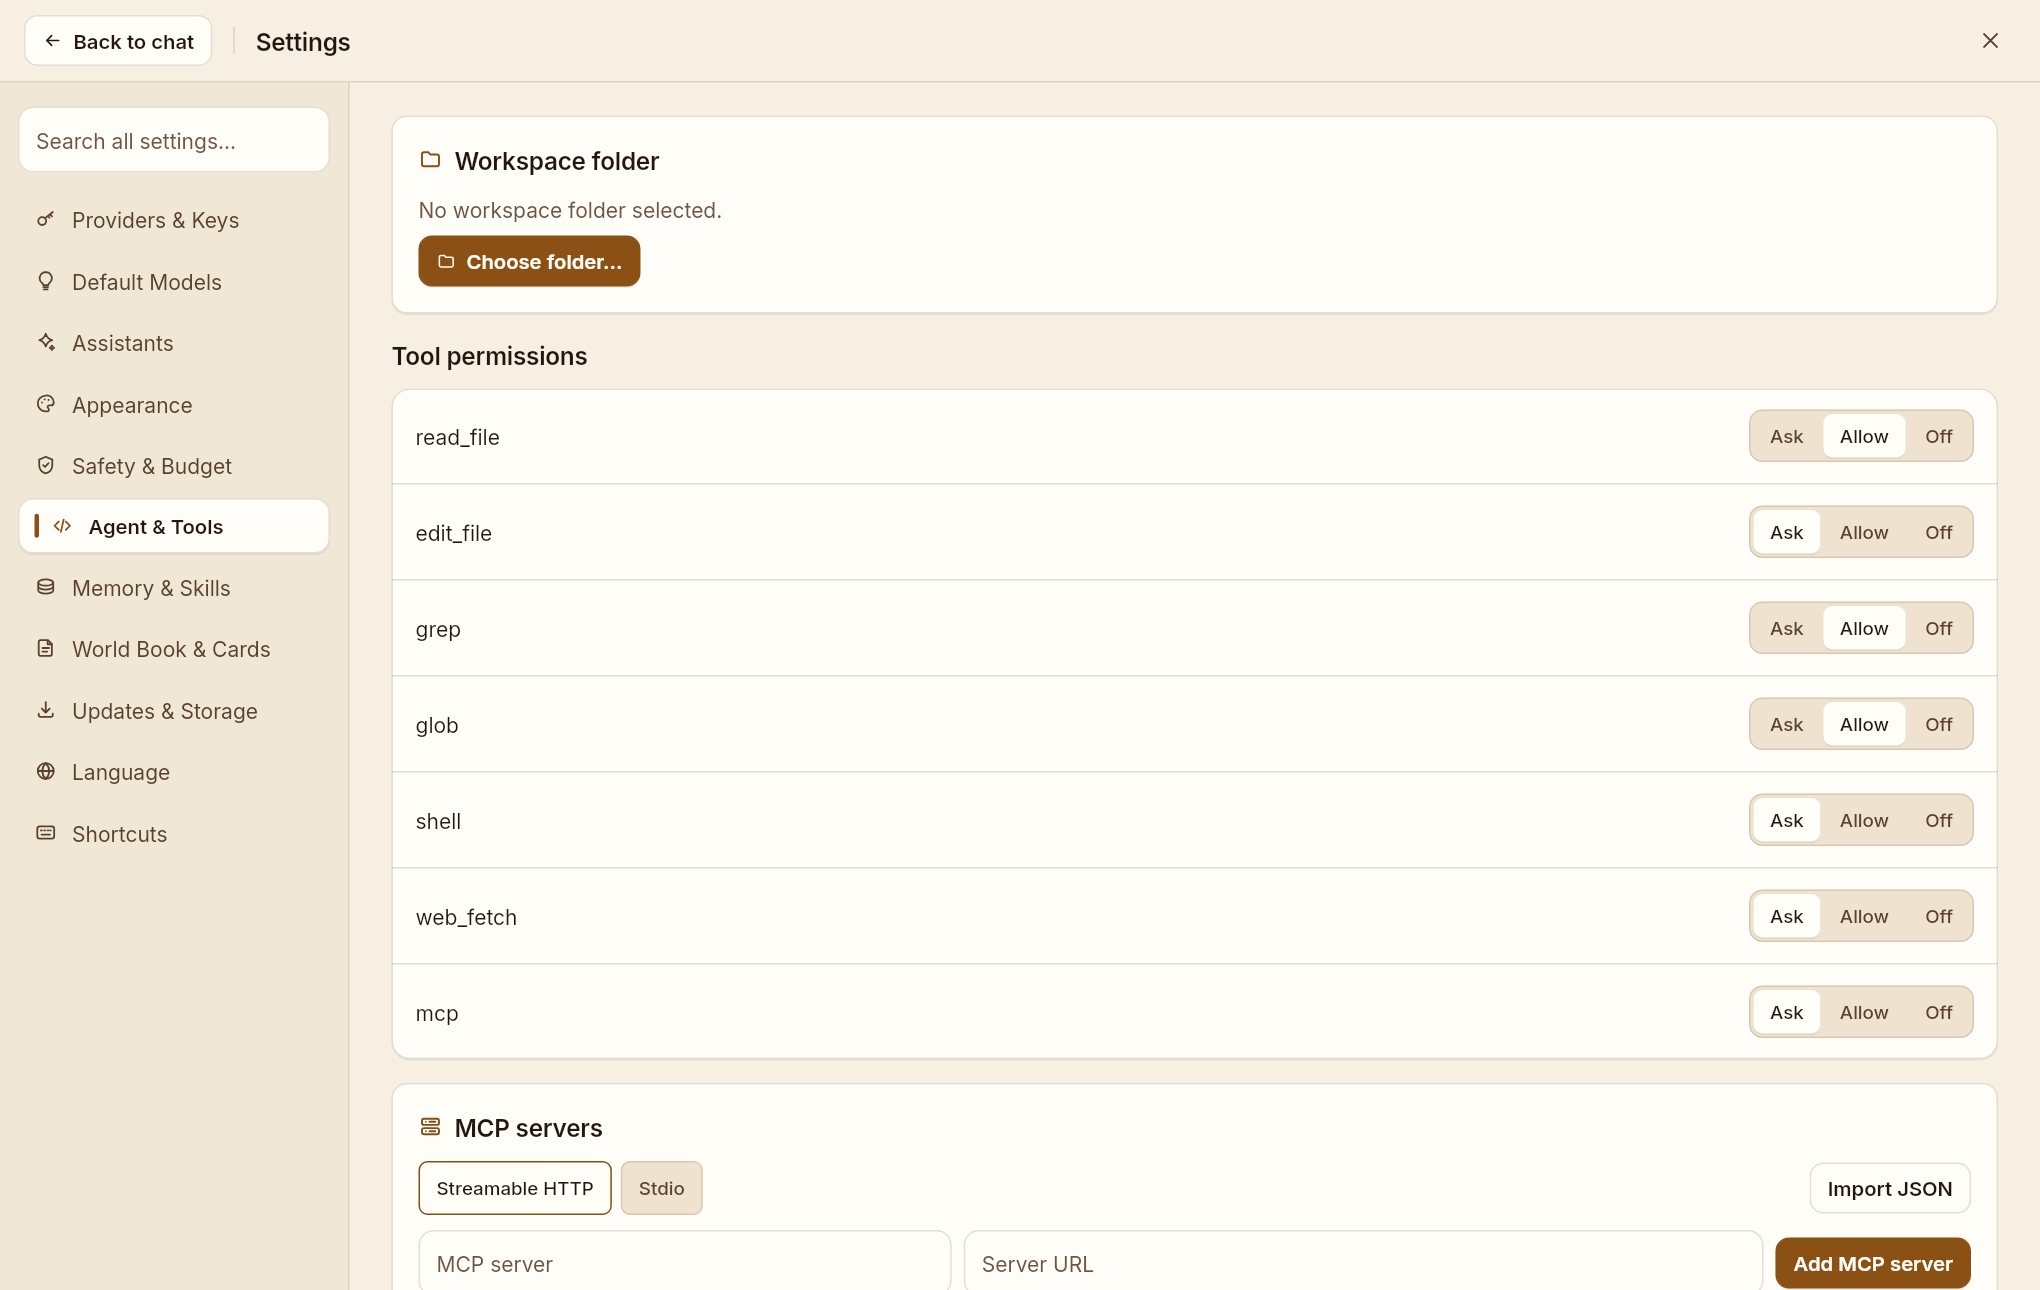 Back to chat
Settings
Search all settings...
Providers & Keys
Default Models
Assistants
Appearance
Safety & Budget
Agent & Tools
Memory & Skills
World Book & Cards
Updates & Storage
Language
Shortcuts
Workspace folder
No workspace folder selected.
Choose folder...
Tool permissions
read_file Ask Allow Off
edit_file Ask Allow Off
grep Ask Allow Off
glob Ask Allow Off
shell Ask Allow Off
web_fetch Ask Allow Off
mcp Ask Allow Off
MCP servers
Streamable HTTP Stdio Import JSON
MCP server Server URL Add MCP server